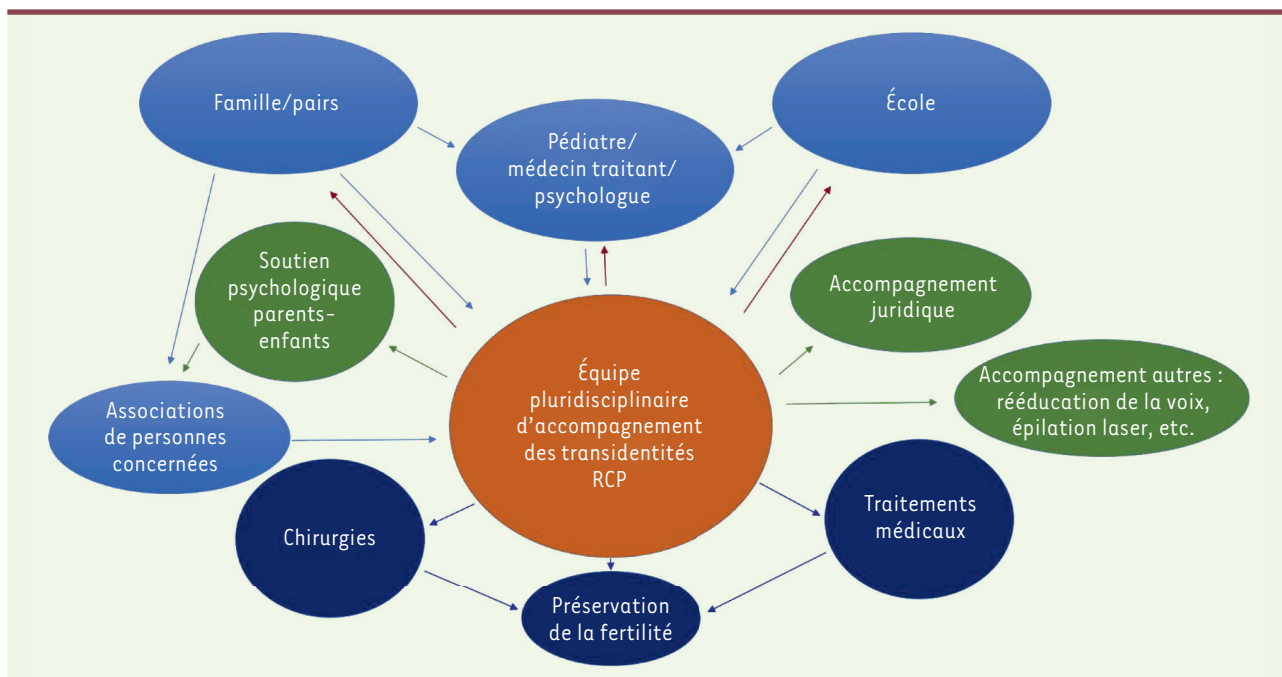 Famille/pairs
École
Pédiatre/
médecin traitant/
psychologue
Soutien
psychologique
parents-
enfants
Accompagnement
juridique
Équipe
pluridisciplinaire
d'accompagnement
des transidentités
RCP
Accompagnement autres :
rééducation de la voix,
épilation laser, etc.
Associations
de personnes
concernées
Chirurgies
Traitements
médicaux
Préservation
de la fertilité